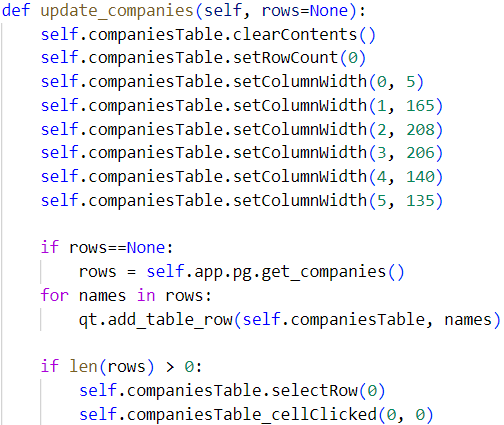 def update_companies(self, rows=None):
    self.companiesTable.clearContents()
    self.companiesTable.setRowCount(0)
    self.companiesTable.setColumnWidth(0, 5)
    self.companiesTable.setColumnWidth(1, 165)
    self.companiesTable.setColumnWidth(2, 208)
    self.companiesTable.setColumnWidth(3, 206)
    self.companiesTable.setColumnWidth(4, 140)
    self.companiesTable.setColumnWidth(5, 135)

    if rows==None:
        rows = self.app.pg.get_companies()
    for names in rows:
        qt.add_table_row(self.companiesTable, names)

    if len(rows) > 0:
        self.companiesTable.selectRow(0)
        self.companiesTable_cellClicked(0, 0)